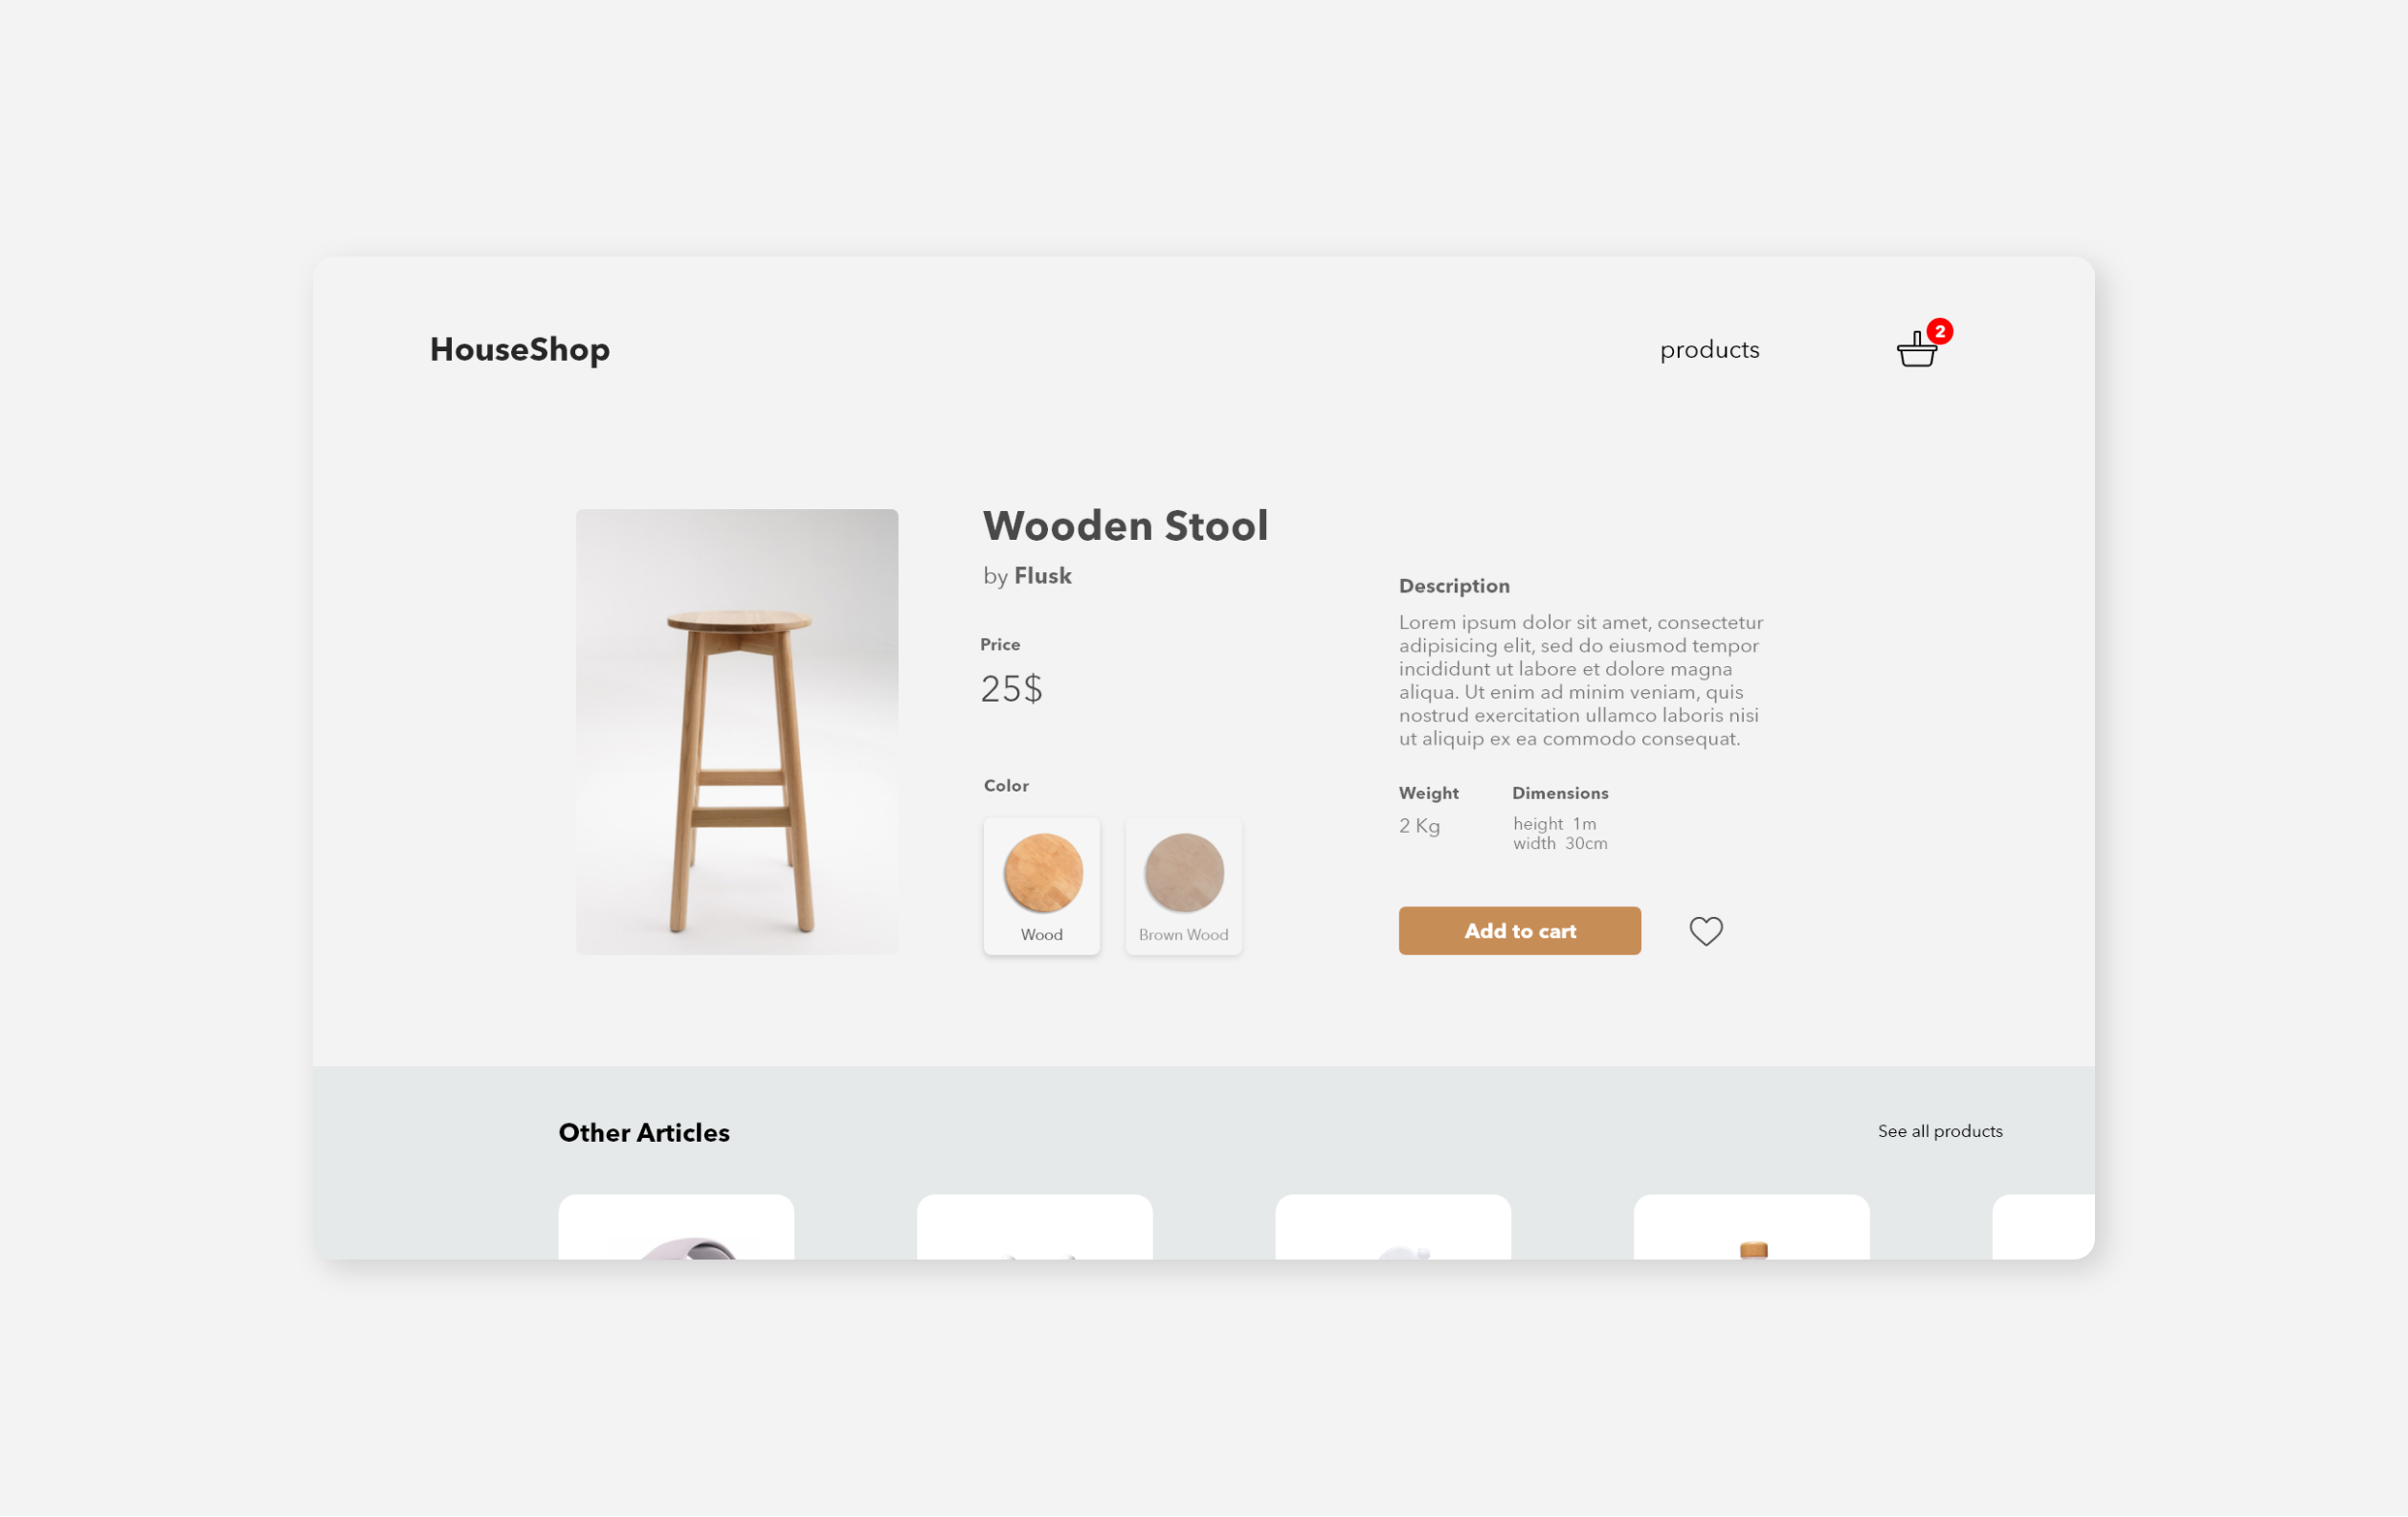 HouseShop
products
2
Wooden Stool
by Flusk
Price
25$
Color
Wood
Brown Wood
Description
Lorem ipsum dolor sit amet, consectetur
adipisicing elit, sed do eiusmod tempor
incididunt ut labore et dolore magna
aliqua. Ut enim ad minim veniam, quis
nostrud exercitation ullamco laboris nisi
ut aliquip ex ea commodo consequat.
Weight
2 Kg
Dimensions
height 1m
width 30cm
Add to cart
Other Articles
See all products